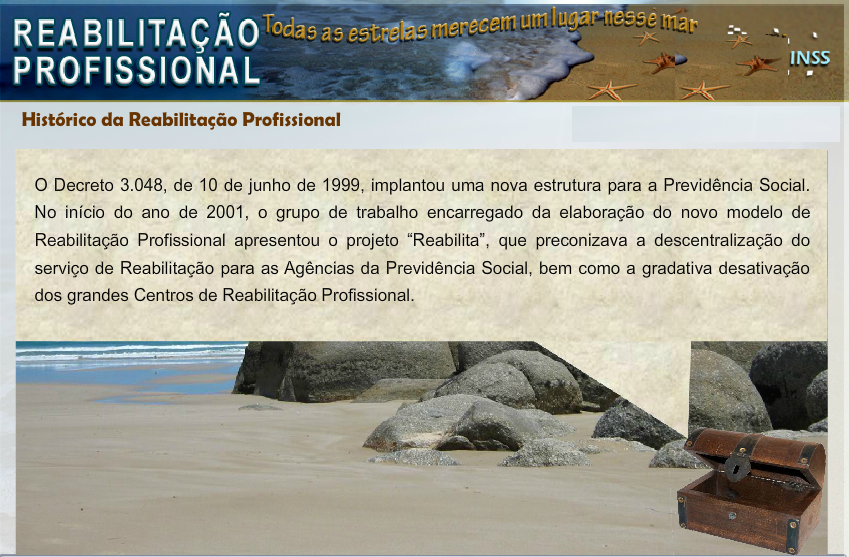 REABILITAÇÃO
PROFISSIONAL
Todas as estrelas merecem um lugar nesse mar
INSS
Histórico da Reabilitação Profissional
O Decreto 3.048, de 10 de junho de 1999, implantou uma nova estrutura para a Previdência Social.
No início do ano de 2001, o grupo de trabalho encarregado da elaboração do novo modelo de
Reabilitação Profissional apresentou o projeto “Reabilita”, que preconizava a descentralização do
serviço de Reabilitação para as Agências da Previdência Social, bem como a gradativa desativação
dos grandes Centros de Reabilitação Profissional.